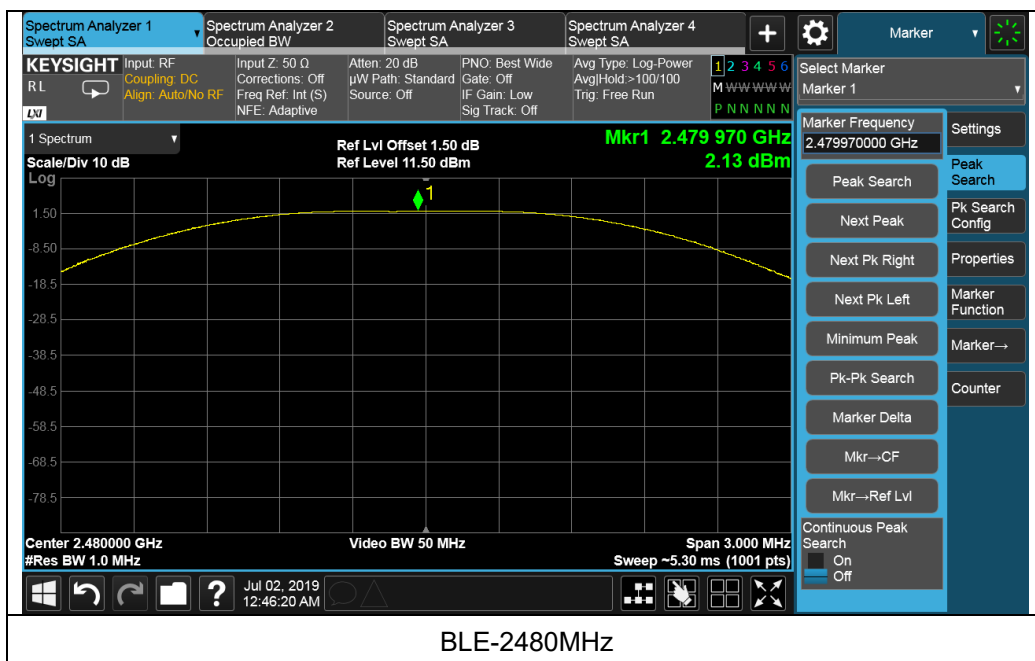 Spectrum Analyzer 1
Swept SA
Spectrum Analyzer 2
Occupied BW
Spectrum Analyzer 3
Swept SA
Spectrum Analyzer 4
Swept SA
+
Marker
KEYSIGHT
RL
LXI
Input: RF
Coupling: DC
Align: Auto/No RF
Input Z: 50 Ω
Corrections: Off
Freq Ref: Int (S)
NFE: Adaptive
Atten: 20 dB
µW Path: Standard
Source: Off
PNO: Best Wide
Gate: Off
IF Gain: Low
Sig Track: Off
Avg Type: Log-Power
Avg|Hold:>100/100
Trig: Free Run
1 2 3 4 5 6
M W W W W W
P N N N N N
Select Marker
Marker 1
1 Spectrum
Scale/Div 10 dB
Log
Ref Lvl Offset 1.50 dB
Ref Level 11.50 dBm
Mkr1 2.479 970 GHz
2.13 dBm
1
1.50
-8.50
-18.5
-28.5
-38.5
-48.5
-58.5
-68.5
-78.5
Center 2.480000 GHz
#Res BW 1.0 MHz
Video BW 50 MHz
Span 3.000 MHz
Sweep ~5.30 ms (1001 pts)
Marker Frequency
2.479970000 GHz
Peak Search
Next Peak
Next Pk Right
Next Pk Left
Minimum Peak
Pk-Pk Search
Marker Delta
Mkr→CF
Mkr→Ref Lvl
Continuous Peak
Search
On
Off
Settings
Peak
Search
Pk Search
Config
Properties
Marker
Function
Marker→
Counter
?
Jul 02, 2019
12:46:20 AM
BLE-2480MHz